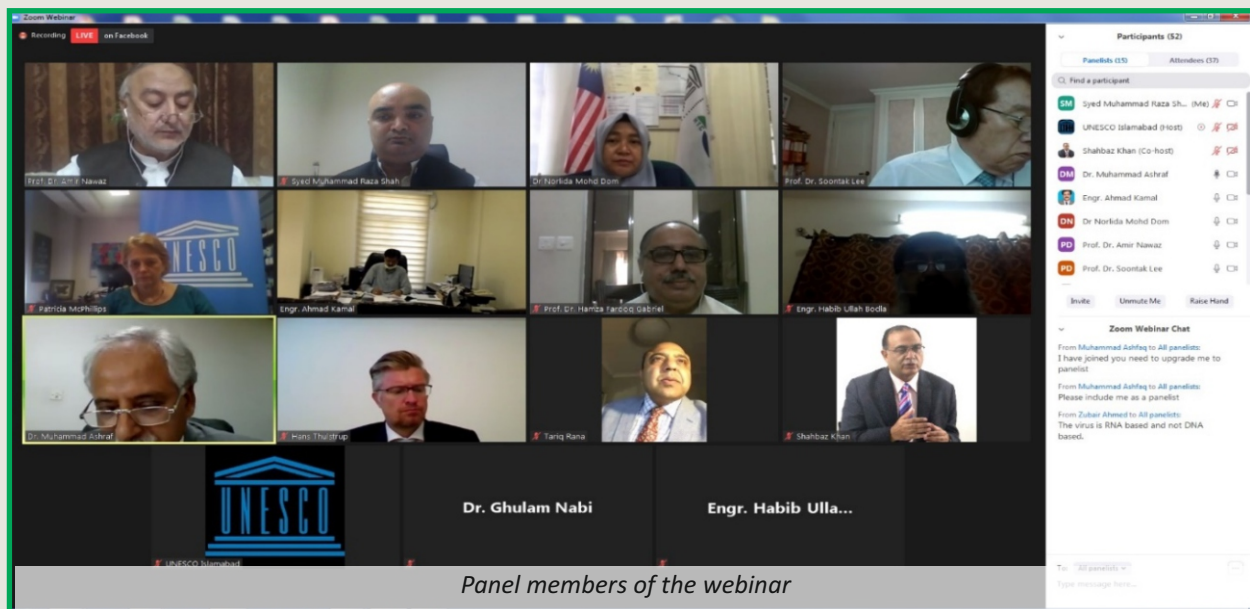 Zoom Webinar
Recording LIVE on Facebook
Prof. Dr. Amir Nawaz
Syed Muhammad Raza Shah
Dr Norlida Mohd Dom
Prof. Dr. Soontak Lee
UNESCO
Patricia McPhillips
Engr. Ahmad Kamal
Prof. Dr. Hamza Farooq Gabriel
Engr. Habib Ullah Bodla
Dr. Muhammad Ashraf
Hans Thulstrup
Tariq Rana
Shahbaz Khan
UNESCO
UNESCO Islamabad
Dr. Ghulam Nabi
Engr. Habib Ulla...
Panel members of the webinar
Participants (52)
Panelists (15) Attendees (37)
Find a participant
SM Syed Muhammad Raza Sh... (Me)
UNESCO Islamabad (Host)
Shahbaz Khan (Co-host)
DM Dr. Muhammad Ashraf
Engr. Ahmad Kamal
DN Dr Norlida Mohd Dom
PD Prof. Dr. Amir Nawaz
PD Prof. Dr. Soontak Lee
Invite Unmute Me Raise Hand
Zoom Webinar Chat
From Muhammad Ashfaq to All panelists:
I have joined you need to upgrade me to
panelist
From Muhammad Ashfaq to All panelists:
Please include me as a panelist
From Zubair Ahmed to All panelists:
The virus is RNA based and not DNA
based.
To: All panelists
Type message here...